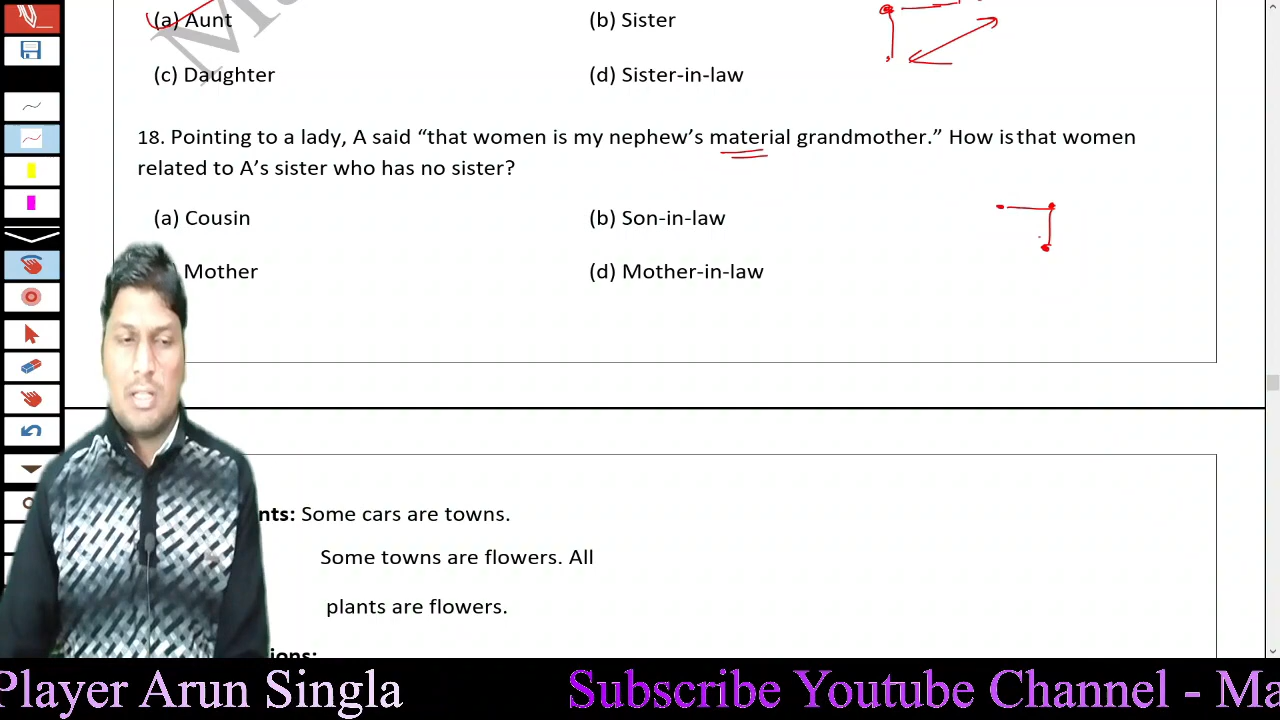 (a) Aunt
(b) Sister
(c) Daughter
(d) Sister-in-law
18. Pointing to a lady, A said “that women is my nephew’s material grandmother.” How is that women
related to A’s sister who has no sister?
(a) Cousin
(b) Son-in-law
Mother
(d) Mother-in-law
nts: Some cars are towns.
Some towns are flowers. All
plants are flowers.
ions:
Player Arun Singla
Subscribe Youtube Channel - Ma